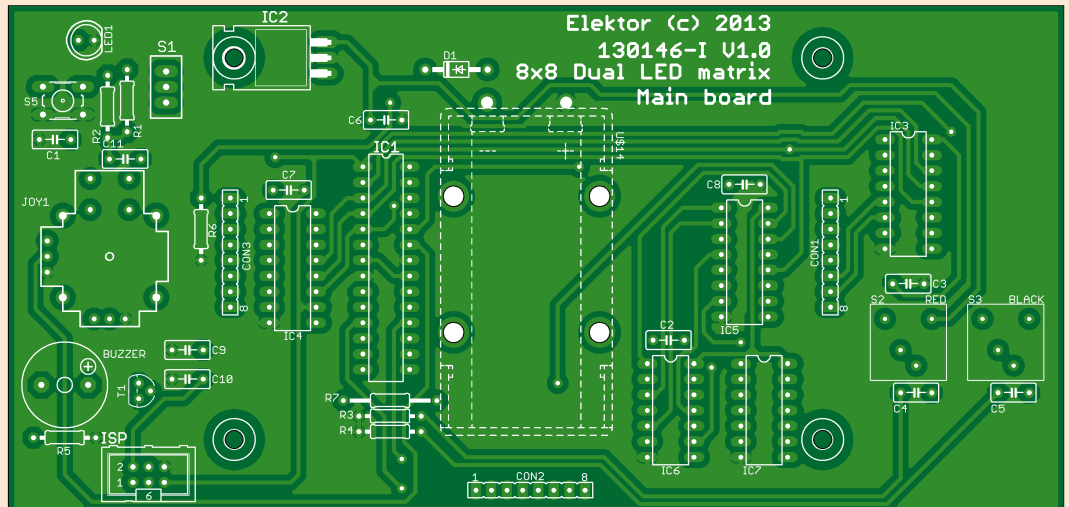 Elektor (c) 2013
130146-I V1.0
8x8 Dual LED matrix
Main board
LED1
S1
IC2
D1
S5
R2
R1
C1
C11
C6
IC1
U$14
IC3
JOY1
C7
C8
R6
1
CON3
8
IC4
1
CON1
8
IC5
C3
S2
RED
S3
BLACK
C2
BUZZER
C9
C10
T1
R7
R3
R4
C4
C5
R5
ISP
2
1
6
1
CON2
8
IC6
IC7